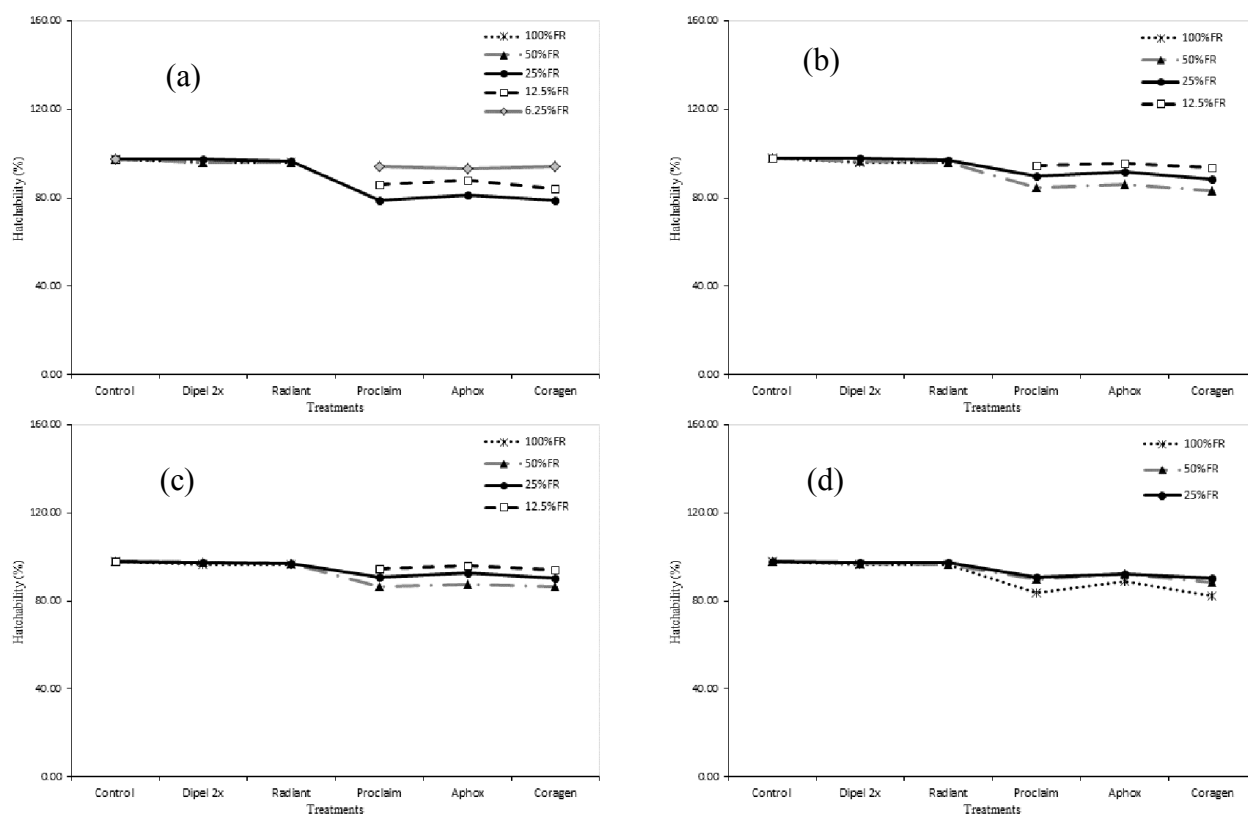 160.00
120.00
80.00
40.00
0.00
Hatchability (%)
(a)
100%FR
50%FR
25%FR
12.5%FR
6.25%FR
Control Dipel 2x Radiant Proclaim Aphox Coragen
Treatments
160.00
120.00
80.00
40.00
0.00
Hatchability (%)
(b)
100%FR
50%FR
25%FR
12.5%FR
Control Dipel 2x Radiant Proclaim Aphox Coragen
Treatments
160.00
120.00
80.00
40.00
0.00
Hatchability (%)
(c)
100%FR
50%FR
25%FR
12.5%FR
Control Dipel 2x Radiant Proclaim Aphox Coragen
Treatments
160.00
120.00
80.00
40.00
0.00
Hatchability (%)
(d)
100%FR
50%FR
25%FR
Control Dipel 2x Radiant Proclaim Aphox Coragen
Treatments